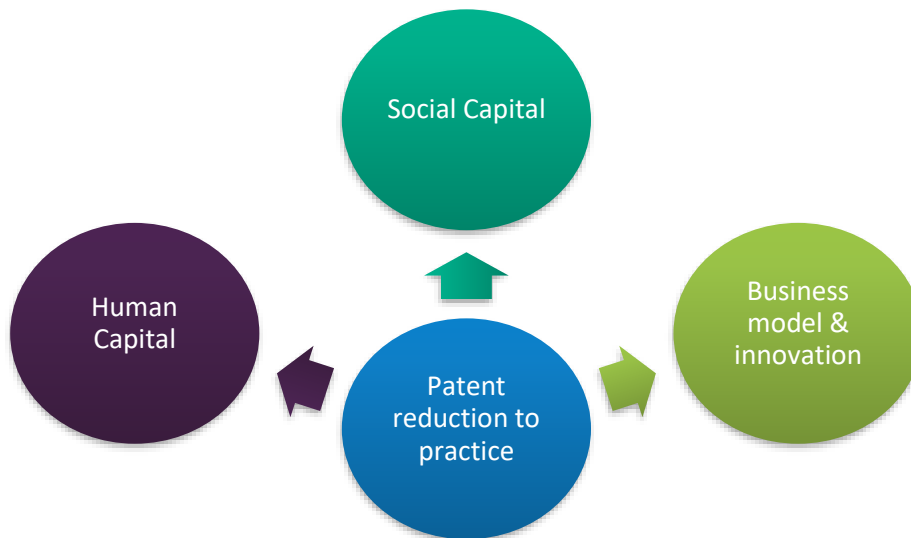 Social Capital
Human
Capital
Business
model &
innovation
Patent
reduction to
practice